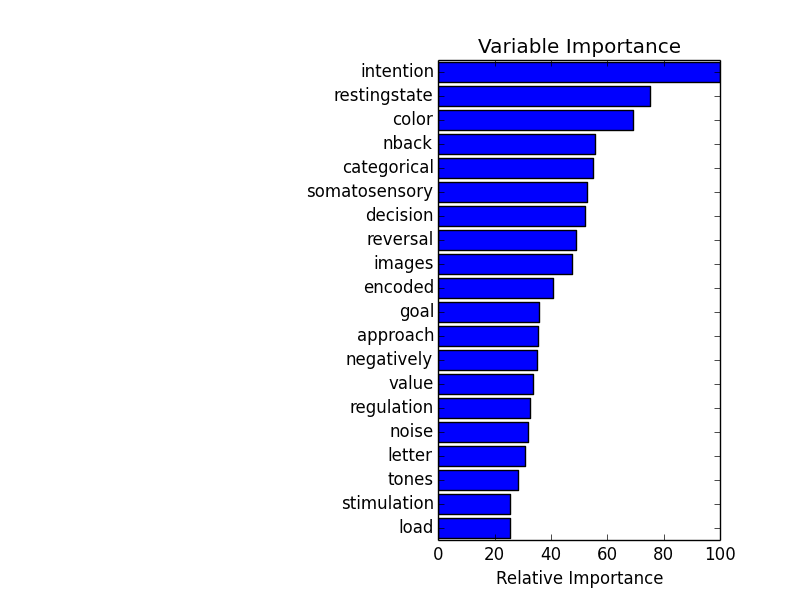 Variable Importance
intention
restingstate
color
nback
categorical
somatosensory
decision
reversal
images
encoded
goal
approach
negatively
value
regulation
noise
letter
tones
stimulation
load
0 20 40 60 80 100
Relative Importance